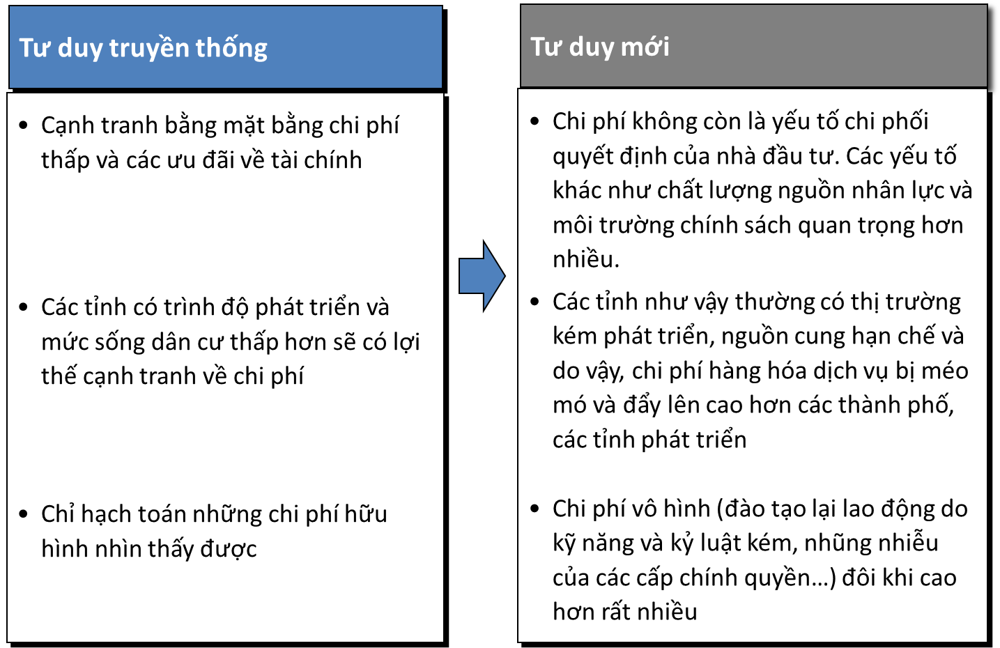 Tư duy truyền thống
• Cạnh tranh bằng mặt bằng chi phí
thấp và các ưu đãi về tài chính
• Các tỉnh có trình độ phát triển và
mức sống dân cư thấp hơn sẽ có lợi
thế cạnh tranh về chi phí
• Chỉ hạch toán những chi phí hữu
hình nhìn thấy được
Tư duy mới
• Chi phí không còn là yếu tố chi phối
quyết định của nhà đầu tư. Các yếu tố
khác như chất lượng nguồn nhân lực và
môi trường chính sách quan trọng hơn
nhiều.
• Các tỉnh như vậy thường có thị trường
kém phát triển, nguồn cung hạn chế và
do vậy, chi phí hàng hóa dịch vụ bị méo
mó và đẩy lên cao hơn các thành phố,
các tỉnh phát triển
• Chi phí vô hình (đào tạo lại lao động do
kỹ năng và kỷ luật kém, nhũng nhiễu
của các cấp chính quyền...) đôi khi cao
hơn rất nhiều